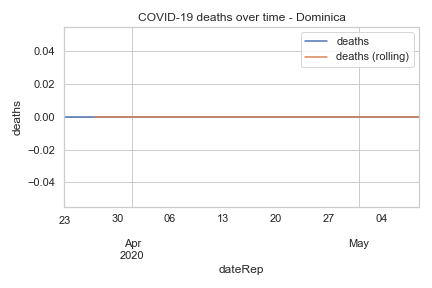 COVID-19 deaths over time - Dominica
deaths
deaths (rolling)
0.04
0.02
0.00
−0.02
−0.04
deaths
23
30
06
13
20
27
04
Apr
2020
May
dateRep